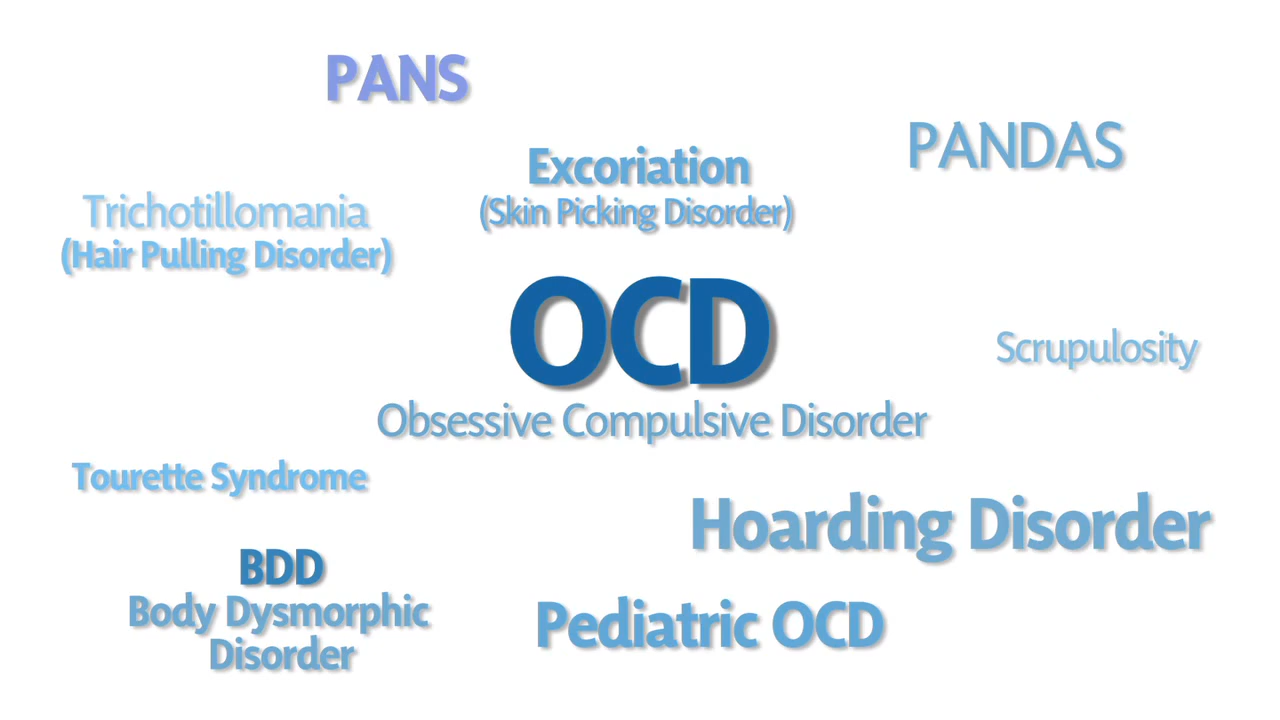 PANS
PANDAS
Excoriation
(Skin Picking Disorder)
Trichotillomania
(Hair Pulling Disorder)
OCD
Obsessive Compulsive Disorder
Scrupulosity
Tourette Syndrome
Hoarding Disorder
BDD
Body Dysmorphic
Disorder
Pediatric OCD